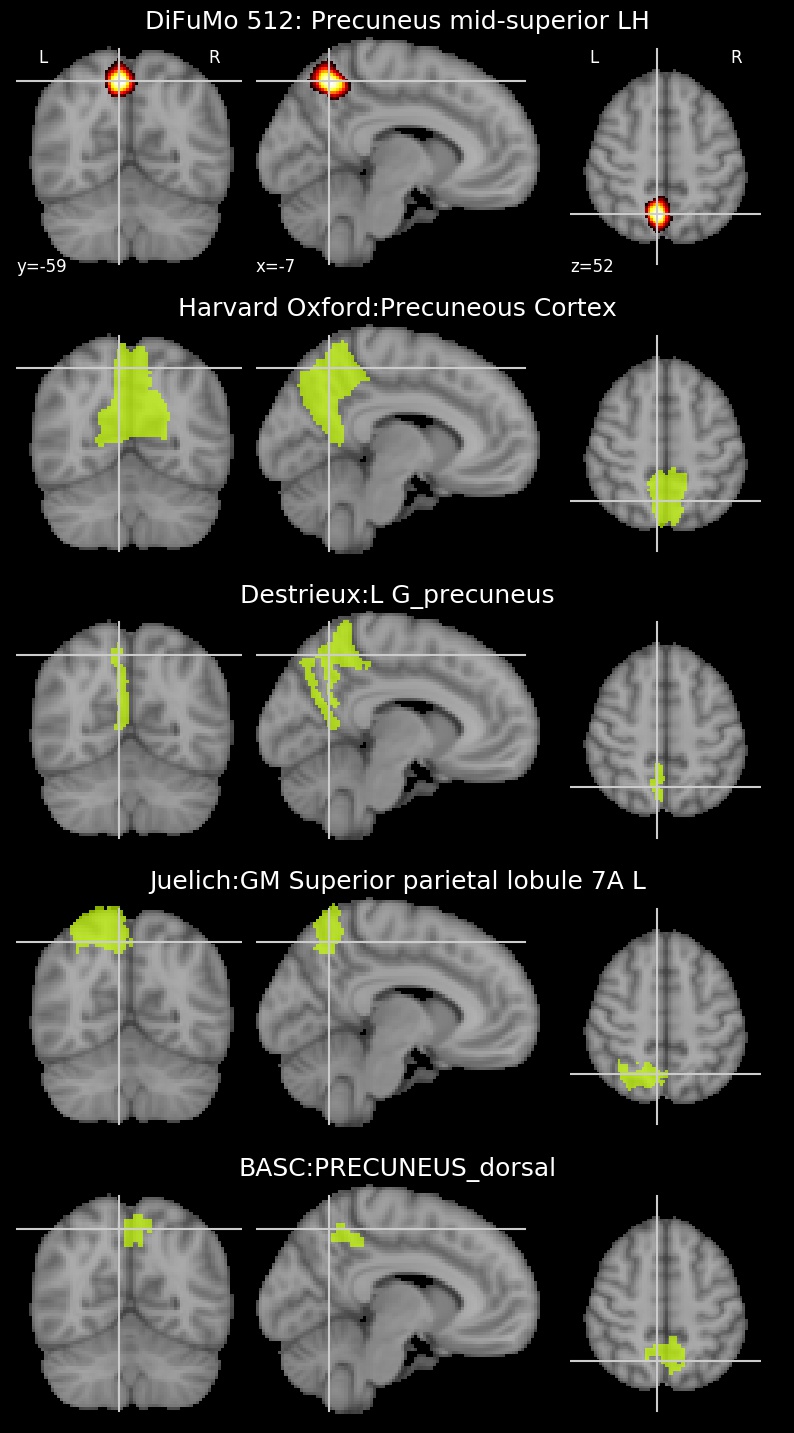 DiFuMo 512: Precuneus mid-superior LH
L R L R
y=-59 x=-7 z=52
Harvard Oxford:Precuneous Cortex
Destrieux:L G_precuneus
Juelich:GM Superior parietal lobule 7A L
BASC:PRECUNEUS_dorsal